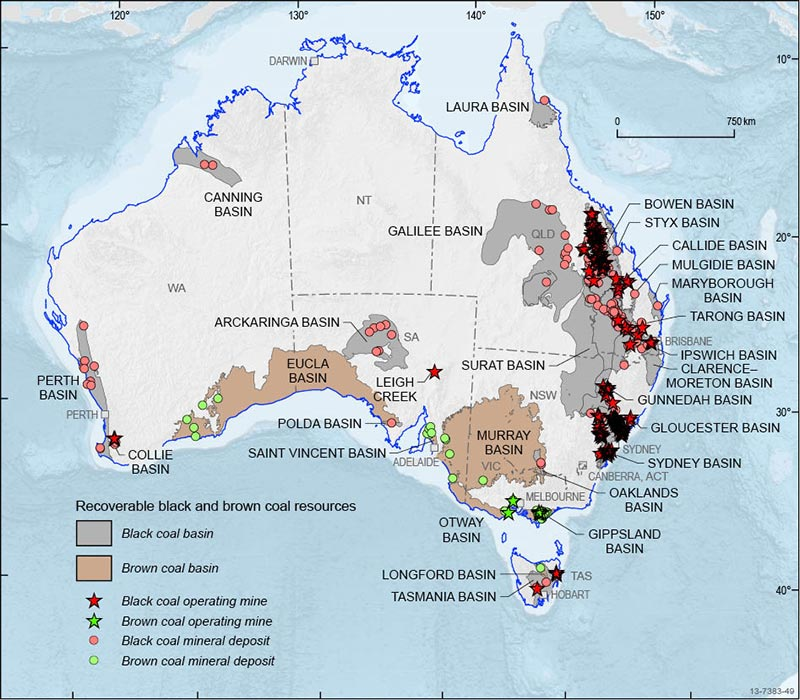 120°
130°
140°
150°
DARWIN
10°
LAURA BASIN
0
750 km
CANNING
BASIN
NT
BOWEN BASIN
STYX BASIN
GALILEE BASIN
QLD
20°
CALLIDE BASIN
MULGIDIE BASIN
WA
MARYBOROUGH
BASIN
ARCKARINGA BASIN
SA
TARONG BASIN
BRISBANE
EUCLA
BASIN
SURAT BASIN
IPSWICH BASIN
CLARENCE–
MORETON BASIN
LEIGH
CREEK
PERTH
BASIN
NSW
GUNNEDAH BASIN
PERTH
30°
POLDA BASIN
GLOUCESTER BASIN
MURRAY
BASIN
COLLIE
BASIN
SAINT VINCENT BASIN
SYDNEY
ADELAIDE
VIC
SYDNEY BASIN
CANBERRA, ACT
MELBOURNE
OAKLANDS
BASIN
Recoverable black and brown coal resources
OTWAY
BASIN
GIPPSLAND
BASIN
Black coal basin
Brown coal basin
LONGFORD BASIN
TAS
TASMANIA BASIN
HOBART
40°
Black coal operating mine
Brown coal operating mine
Black coal mineral deposit
Brown coal mineral deposit
13-7383-49